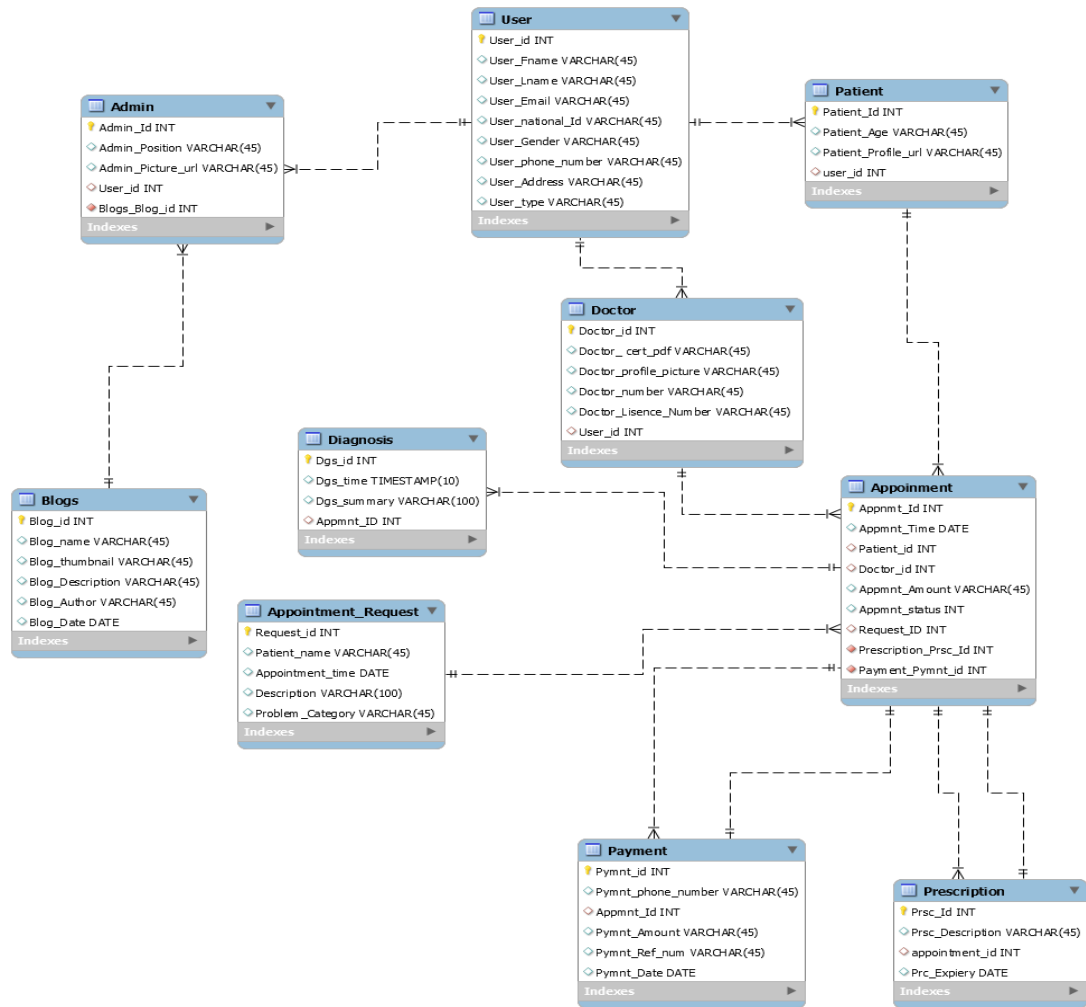 User
User_id INT
User_Fname VARCHAR(45)
User_Lname VARCHAR(45)
User_Email VARCHAR(45)
User_national_Id VARCHAR(45)
User_Gender VARCHAR(45)
User_phone_number VARCHAR(45)
User_Address VARCHAR(45)
User_type VARCHAR(45)
Indexes
Admin
Admin_Id INT
Admin_Position VARCHAR(45)
Admin_Picture_url VARCHAR(45)
User_id INT
Blogs_Blog_id INT
Indexes
Patient
Patient_Id INT
Patient_Age VARCHAR(45)
Patient_Profile_url VARCHAR(45)
user_id INT
Indexes
Doctor
Doctor_id INT
Doctor_ cert_pdf VARCHAR(45)
Doctor_profile_picture VARCHAR(45)
Doctor_number VARCHAR(45)
Doctor_Lisence_Number VARCHAR(45)
User_id INT
Indexes
Diagnosis
Dgs_id INT
Dgs_time TIMESTAMP(10)
Dgs_summary VARCHAR(100)
Appmnt_ID INT
Indexes
Blogs
Blog_id INT
Blog_name VARCHAR(45)
Blog_thumbnail VARCHAR(45)
Blog_Description VARCHAR(45)
Blog_Author VARCHAR(45)
Blog_Date DATE
Indexes
Appoinment
Appnmt_Id INT
Appmnt_Time DATE
Patient_id INT
Doctor_id INT
Appmnt_Amount VARCHAR(45)
Appmnt_status INT
Request_ID INT
Prescription_Prsc_Id INT
Payment_Pymnt_id INT
Indexes
Appointment_Request
Request_id INT
Patient_name VARCHAR(45)
Appointment_time DATE
Description VARCHAR(100)
Problem_Category VARCHAR(45)
Indexes
Payment
Pymnt_id INT
Pymnt_phone_number VARCHAR(45)
Appmnt_Id INT
Pymnt_Amount VARCHAR(45)
Pymnt_Ref_num VARCHAR(45)
Pymnt_Date DATE
Indexes
Prescription
Prsc_Id INT
Prsc_Description VARCHAR(45)
appointment_id INT
Prc_Expiery DATE
Indexes